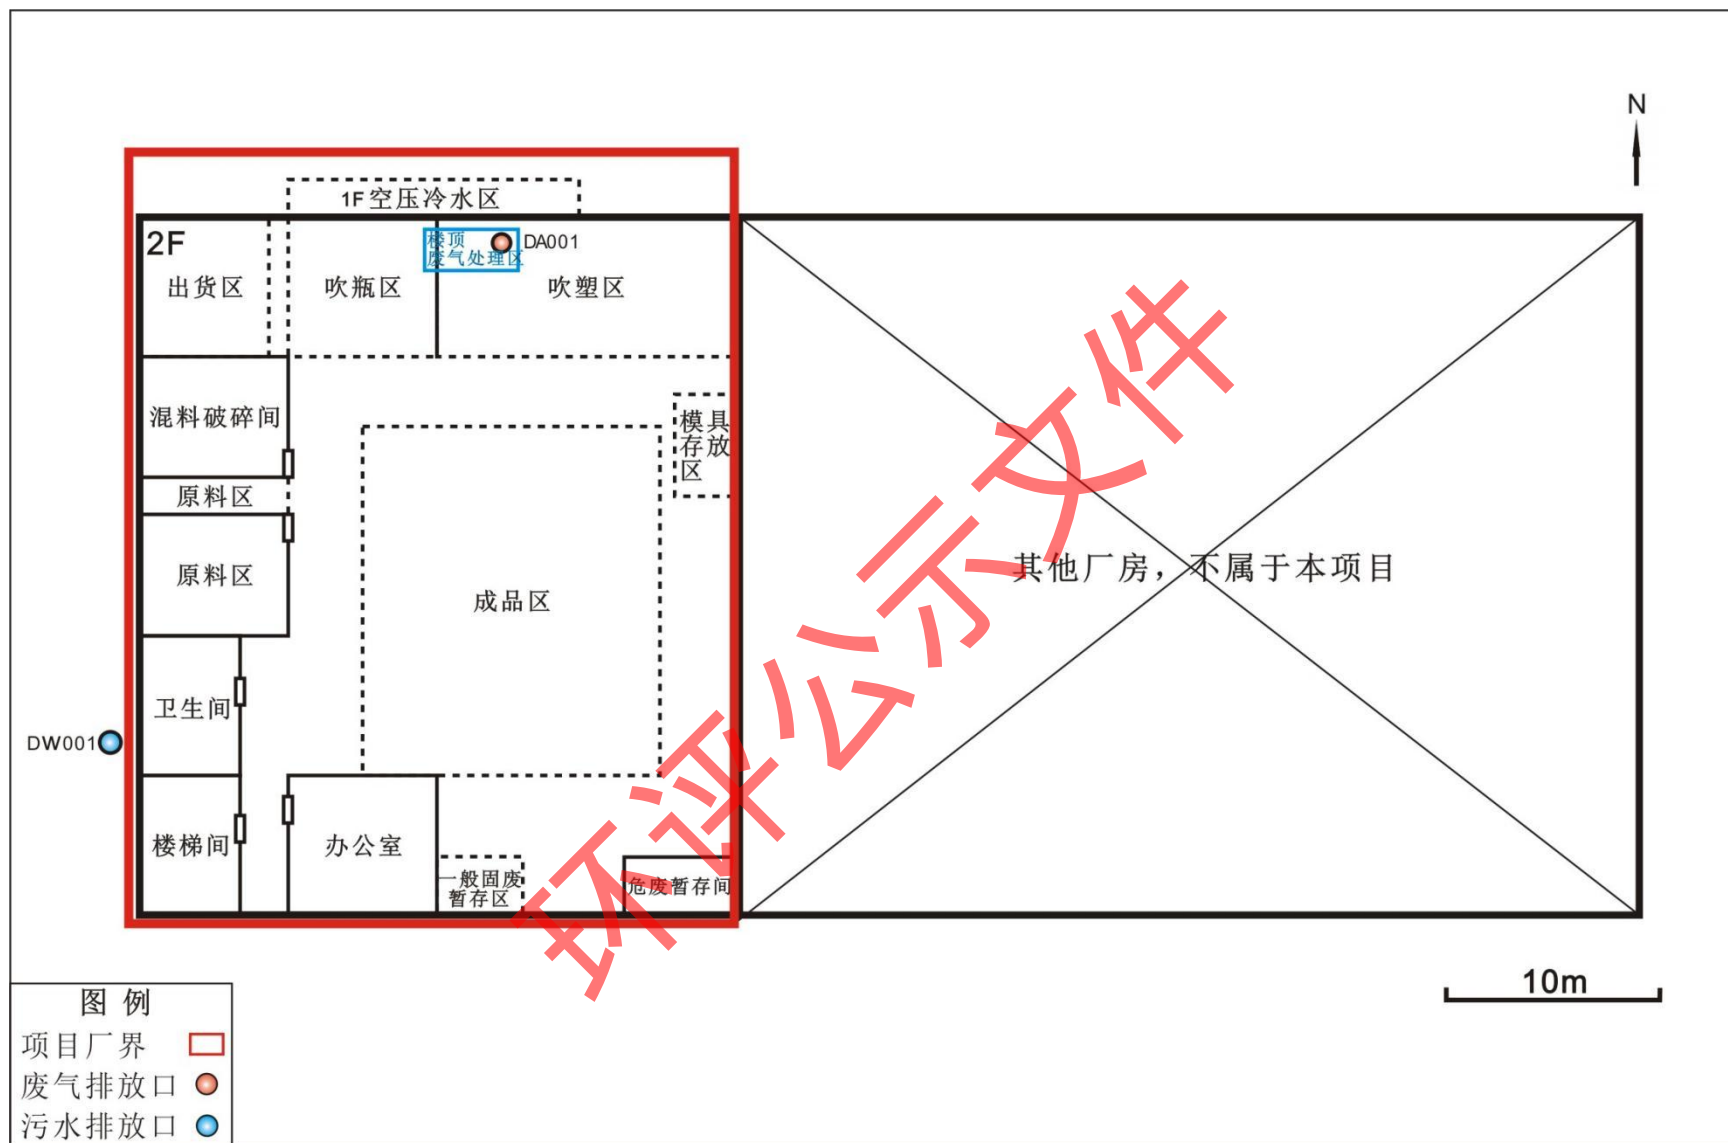 N
1F空压冷水区
2F
楼顶
废气处理区
DA001
出货区
吹瓶区
吹塑区
混料破碎间
模具
存放
区
原料区
原料区
成品区
其他厂房，不属于本项目
卫生间
DW001
楼梯间
办公室
一般固废
暂存区
危废暂存间
环评公示文件
10m
图例
项目厂界
废气排放口
污水排放口